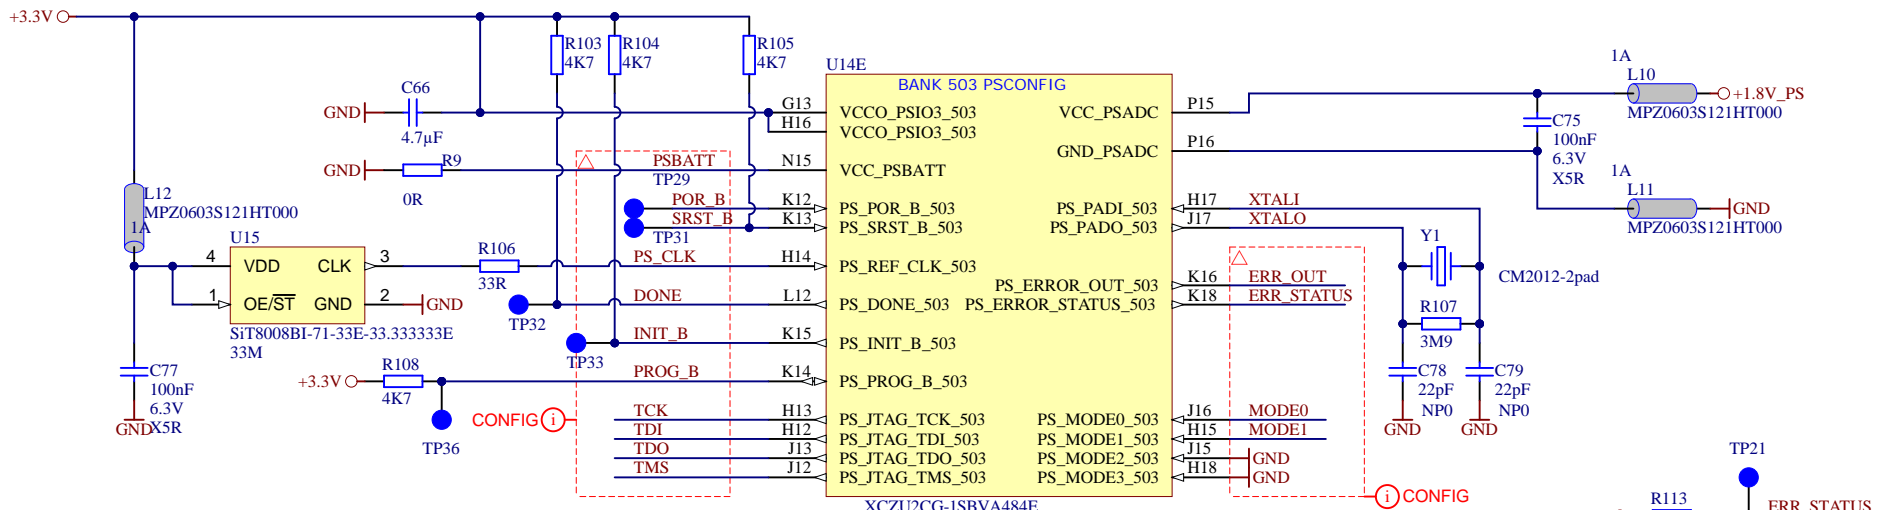 +3.3V
R103
4K7
R104
4K7
R105
4K7
C66
4.7µF
GND
R9
0R
GND
L12
MPZ0603S121HT000
1A
U15
4
VDD
CLK
3
1
OE/ST
GND
2
GND
SiT8008BI-71-33E-33.333333E
33M
R106
33R
C77
100nF
6.3V
X5R
GND
+3.3V
R108
4K7
TP36
TP32
TP33
CONFIG
i
PSBATT
TP29
POR_B
SRST_B
TP31
PS_CLK
DONE
INIT_B
PROG_B
TCK
TDI
TDO
TMS
U14E
BANK 503 PSCONFIG
G13
VCCO_PSIO3_503
H16
VCCO_PSIO3_503
N15
VCC_PSBATT
K12
PS_POR_B_503
K13
PS_SRST_B_503
H14
PS_REF_CLK_503
L12
PS_DONE_503
K15
PS_INIT_B_503
K14
PS_PROG_B_503
H13
PS_JTAG_TCK_503
H12
PS_JTAG_TDI_503
J13
PS_JTAG_TDO_503
J12
PS_JTAG_TMS_503
VCC_PSADC
P15
GND_PSADC
P16
PS_PADI_503
H17
XTALI
PS_PADO_503
J17
XTALO
PS_ERROR_OUT_503
K16
ERR_OUT
PS_ERROR_STATUS_503
K18
ERR_STATUS
PS_MODE0_503
J16
MODE0
PS_MODE1_503
H15
MODE1
PS_MODE2_503
J15
GND
PS_MODE3_503
H18
GND
XCZU2CG-1SBVA484E
1A
L10
MPZ0603S121HT000
+1.8V_PS
C75
100nF
6.3V
X5R
1A
L11
MPZ0603S121HT000
GND
Y1
CM2012-2pad
R107
3M9
C78
22pF
NP0
GND
C79
22pF
NP0
GND
i
CONFIG
TP21
R113
ERR_STATUS